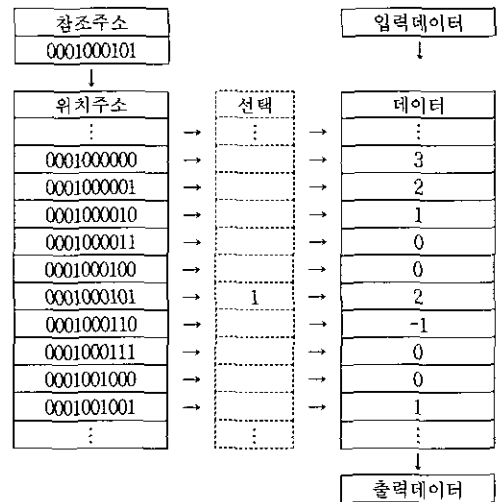 참조주소 입력데이터
0001000101 ↓
↓
위치주소 선택 데이터
⋮ → ⋮ → ⋮
0001000000 → → 3
0001000001 → → 2
0001000010 → → 1
0001000011 → → 0
0001000100 → → 0
0001000101 → 1 → 2
0001000110 → → -1
0001000111 → → 0
0001001000 → → 0
0001001001 → → 1
⋮ ⋮ ⋮
↓
출력데이터